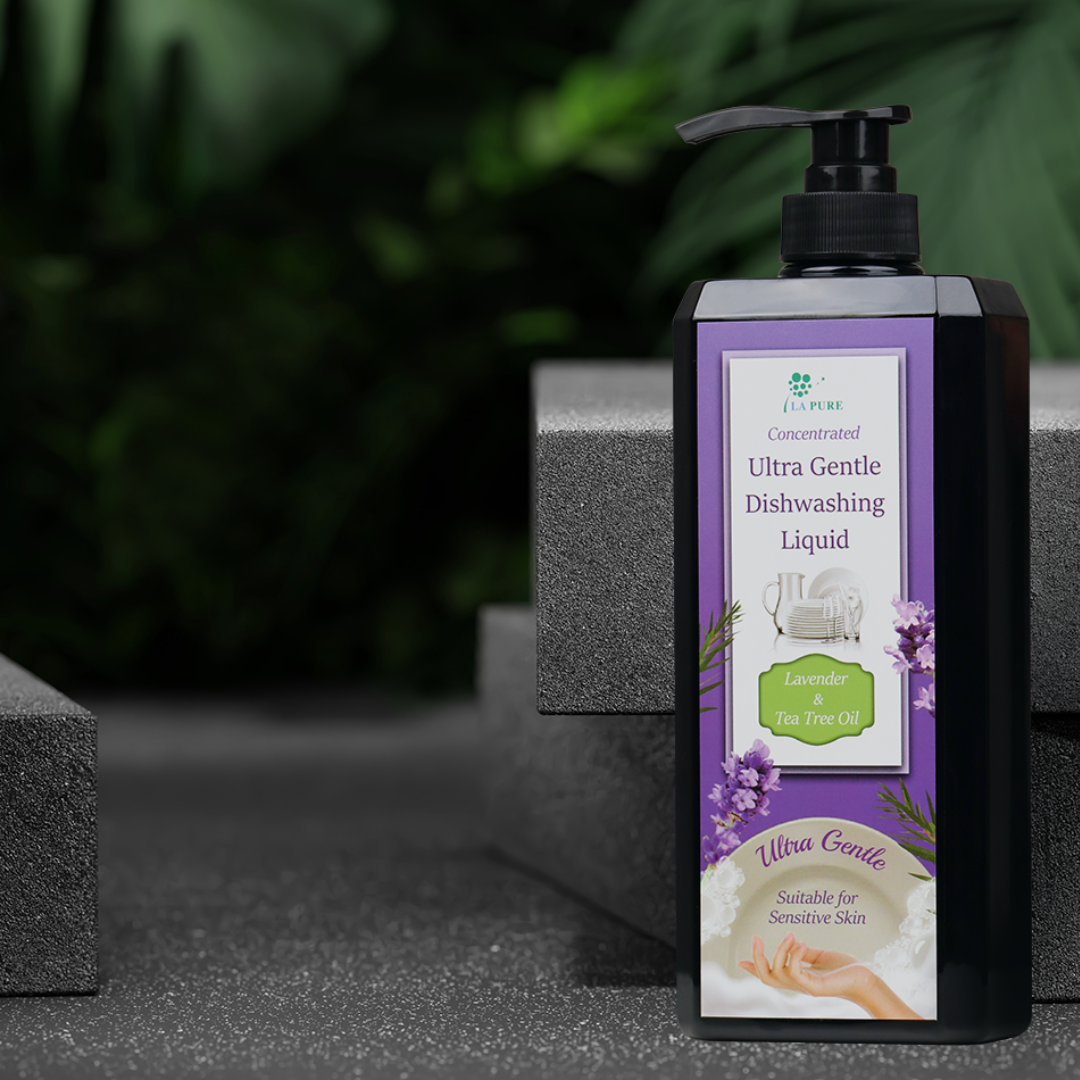 LA PURE
Concentrated
Ultra Gentle
Dishwashing
Liquid
Lavender
&
Tea Tree Oil
Ultra Gentle
Suitable for
Sensitive Skin